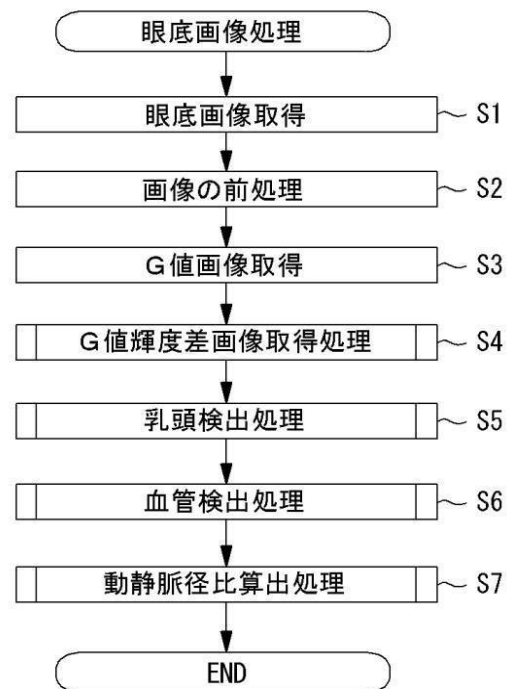 眼底画像処理
眼底画像取得 S1
画像の前処理 S2
G値画像取得 S3
G値輝度差画像取得処理 S4
乳頭検出処理 S5
血管検出処理 S6
動静脈径比算出処理 S7
END